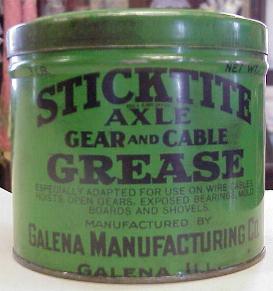 NET WT.
STICKTITE
AXLE
GEAR AND CABLE
GREASE
ESPECIALLY ADAPTED FOR USE ON WIRE CABLES
HOISTS, OPEN GEARS, EXPOSED BEARINGS, MOLD
BOARDS AND SHOVELS.
MANUFACTURED BY
GALENA MANUFACTURING CO.
GALENA, ILL.